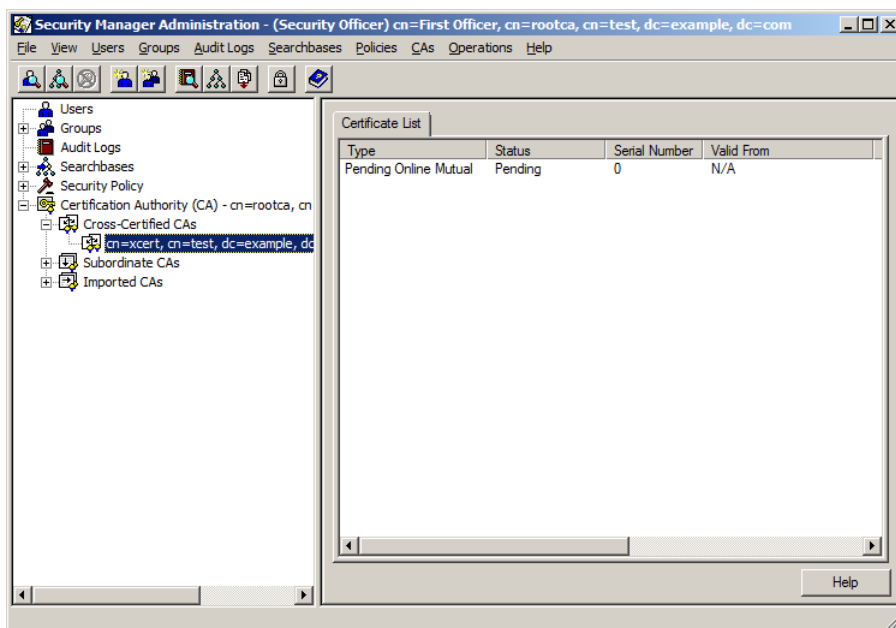 Security Manager Administration - (Security Officer) cn=First Officer, cn=rootca, cn=test, dc=example, dc=com
File View Users Groups Audit Logs Searchbases Policies CAs Operations Help
Users
Groups
Audit Logs
Searchbases
Security Policy
Certification Authority (CA) - cn=rootca, cn
Cross-Certified CAs
cn=xcert, cn=test, dc=example, dc
Subordinate CAs
Imported CAs
Certificate List
Type Status Serial Number Valid From
Pending Online Mutual Pending 0 N/A
Help